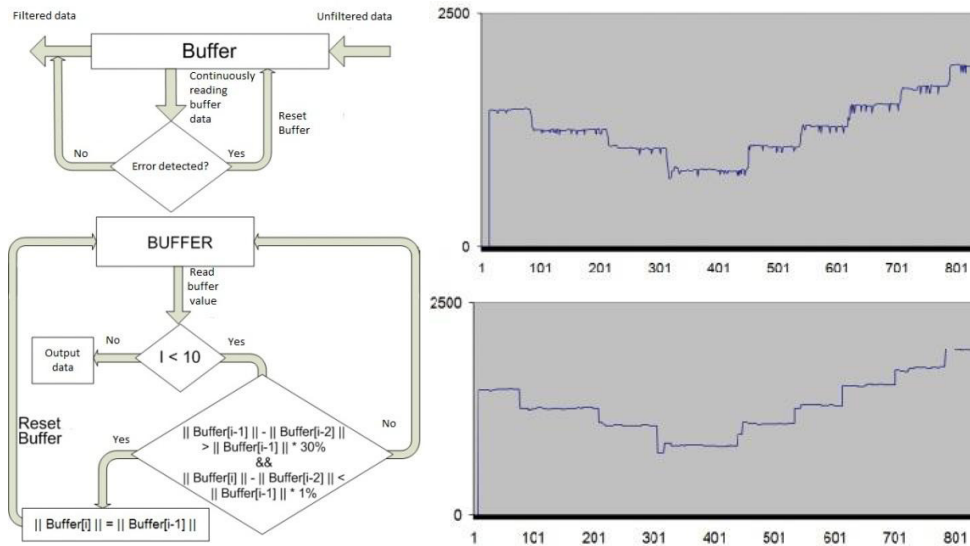 Filtered data
Unfiltered data
Buffer
Continuously
reading
buffer
data
Reset
Buffer
No
Error detected?
Yes
BUFFER
Read
buffer
value
No
I < 10
Yes
Output
data
Reset
Buffer
Yes
|| Buffer[i-1] || - || Buffer[i-2] ||
> || Buffer[i-1] || * 30%
&&
|| Buffer[i] || - || Buffer[i-2] || <
|| Buffer[i-1] || * 1%
No
|| Buffer[i] || = || Buffer[i-1] ||
2500
0
1 101 201 301 401 501 601 701 801
2500
0
1 101 201 301 401 501 601 701 801